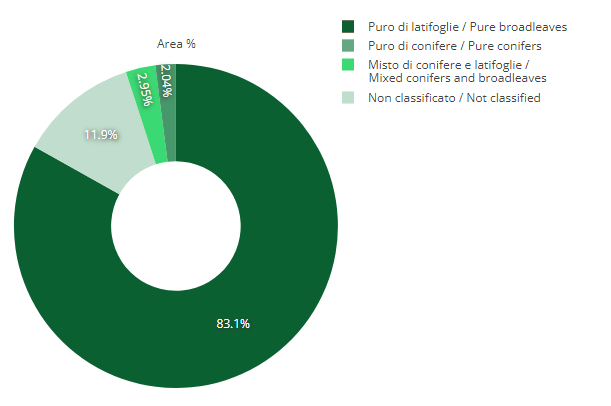 Area %
Puro di latifoglie / Pure broadleaves
Puro di conifere / Pure conifers
Misto di conifere e latifoglie /
Mixed conifers and broadleaves
Non classificato / Not classified
2.04%
2.95%
11.9%
83.1%